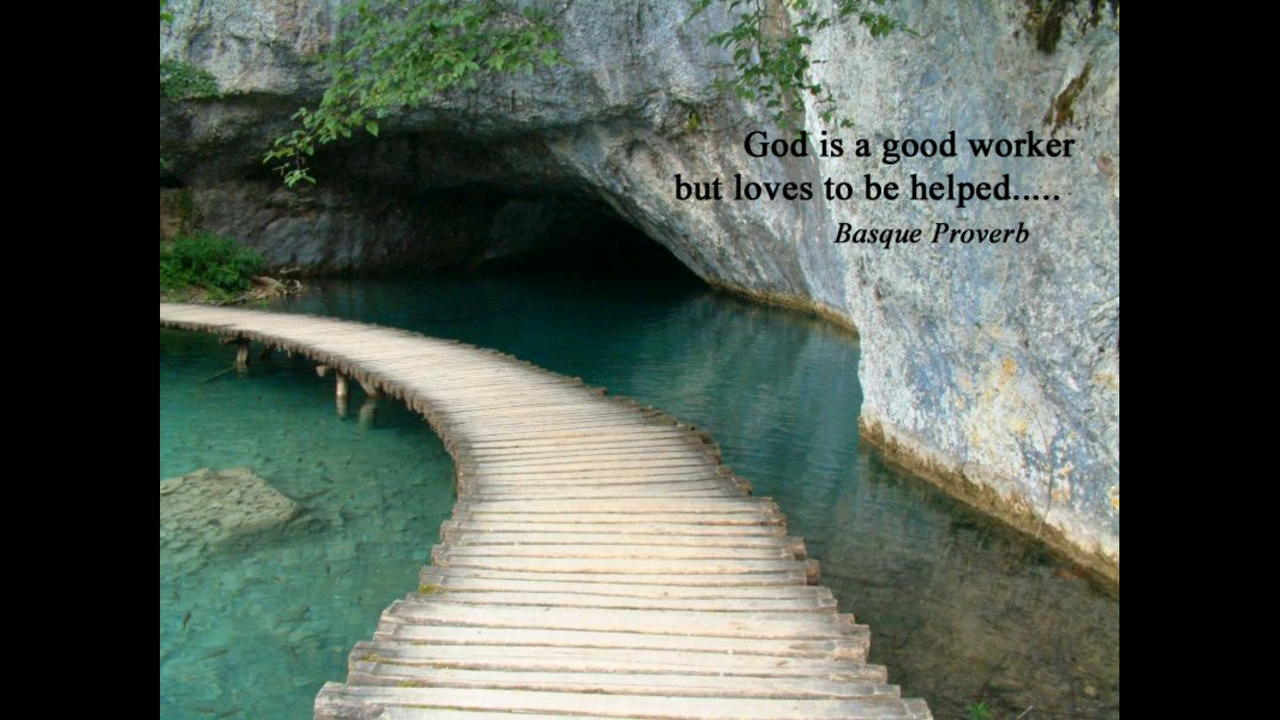 God is a good worker
but loves to be helped.....
Basque Proverb